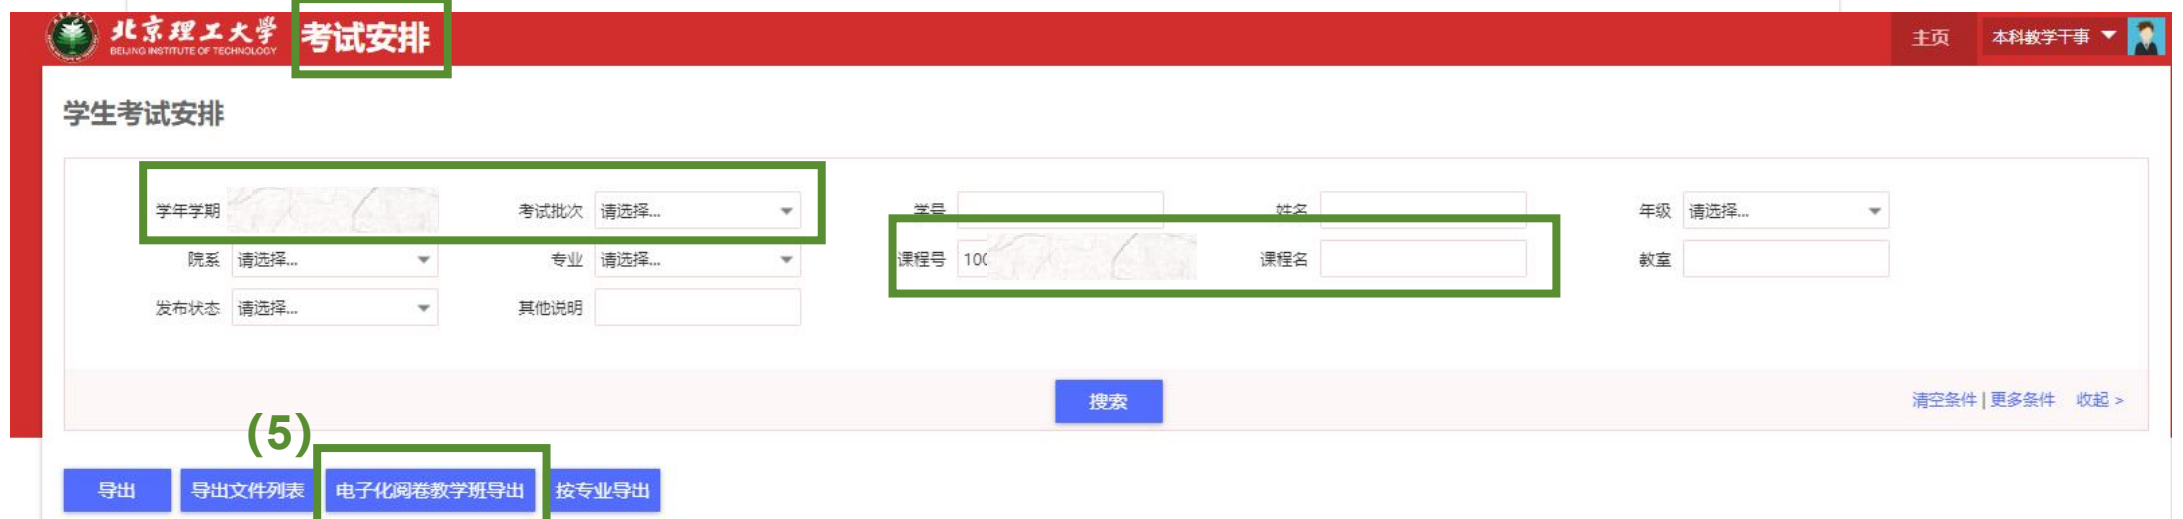 北京理工大学
BEIJING INSTITUTE OF TECHNOLOGY
考试安排
主页
本科教学干事
学生考试安排
学年学期 考试批次 请选择... 学号 姓名 年级 请选择...
院系 请选择... 专业 请选择... 课程号 100 课程名 教室
发布状态 请选择... 其他说明
搜索
清空条件 | 更多条件 收起 >
(5)
导出 导出文件列表 电子化阅卷教学班导出 按专业导出